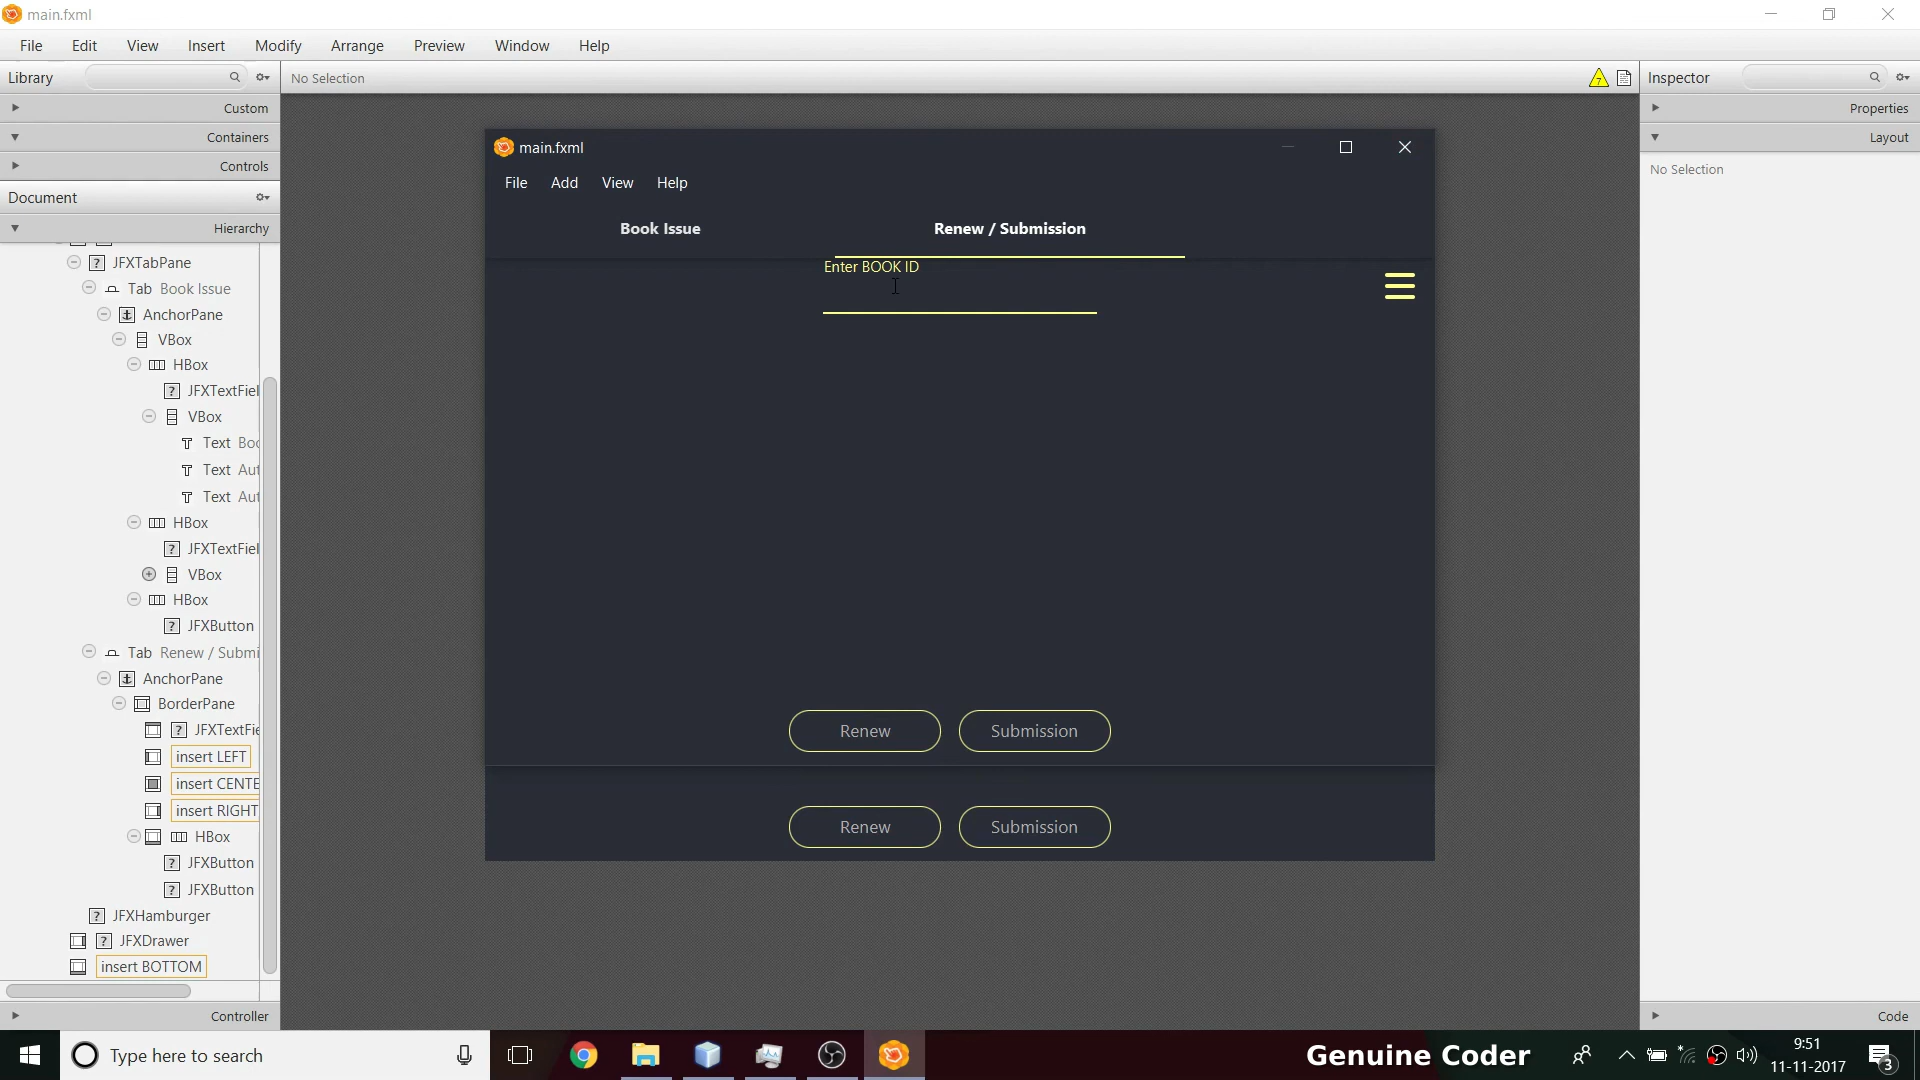 main.fxml
File Edit View Insert Modify Arrange Preview Window Help
Library
No Selection
Inspector
Custom
Containers
Controls
Document
Hierarchy
JFXTabPane
Tab Book Issue
AnchorPane
VBox
HBox
? JFXTextFiel
VBox
T Text Boo
T Text Aut
T Text Aut
HBox
? JFXTextFiel
VBox
HBox
? JFXButton
Tab Renew / Submi
AnchorPane
BorderPane
? JFXTextFie
insert LEFT
insert CENTE
insert RIGHT
HBox
? JFXButton
? JFXButton
? JFXHamburger
? JFXDrawer
insert BOTTOM
Controller
main.fxml
File Add View Help
Book Issue Renew / Submission
Enter BOOK ID
Renew Submission
Renew Submission
Properties
Layout
No Selection
Code
Type here to search
Genuine Coder
9:51
11-11-2017
3